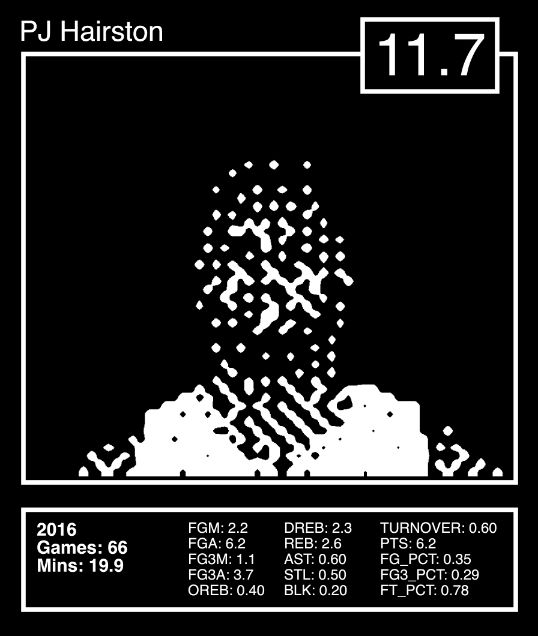 PJ Hairston
11.7
2016
Games: 66
Mins: 19.9
FGM: 2.2
FGA: 6.2
FG3M: 1.1
FG3A: 3.7
OREB: 0.40
DREB: 2.3
REB: 2.6
AST: 0.60
STL: 0.50
BLK: 0.20
TURNOVER: 0.60
PTS: 6.2
FG_PCT: 0.35
FG3_PCT: 0.29
FT_PCT: 0.78